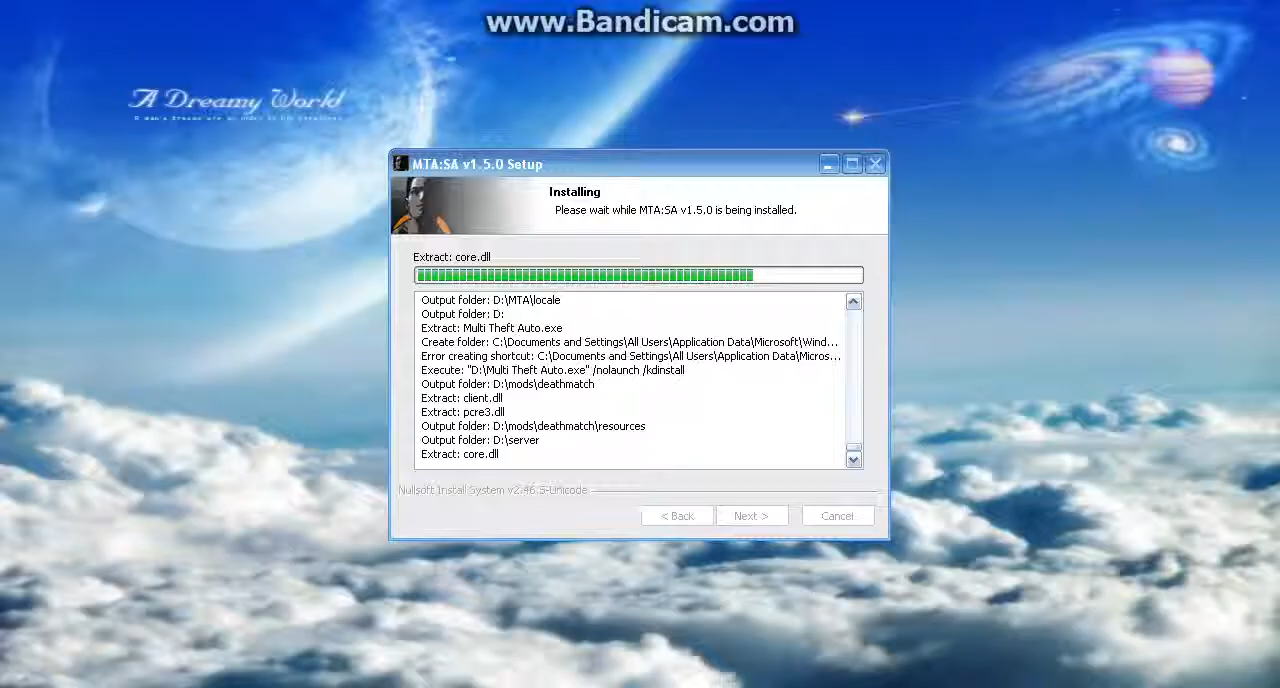 www.Bandicam.com
A Dreamy World
MTA:SA v1.5.0 Setup
Installing
Please wait while MTA:SA v1.5.0 is being installed.
Extract: core.dll
Output folder: D:\MTA\locale
Output folder: D:
Extract: Multi Theft Auto.exe
Create folder: C:\Documents and Settings\All Users\Application Data\Microsoft\Wind...
Error creating shortcut: C:\Documents and Settings\All Users\Application Data\Micros...
Execute: "D:\Multi Theft Auto.exe" /nolaunch /kdinstall
Output folder: D:\mods\deathmatch
Extract: client.dll
Extract: pcre3.dll
Output folder: D:\mods\deathmatch\resources
Output folder: D:\server
Extract: core.dll
Nullsoft Install System v2.46.5-Unicode
< Back
Next >
Cancel